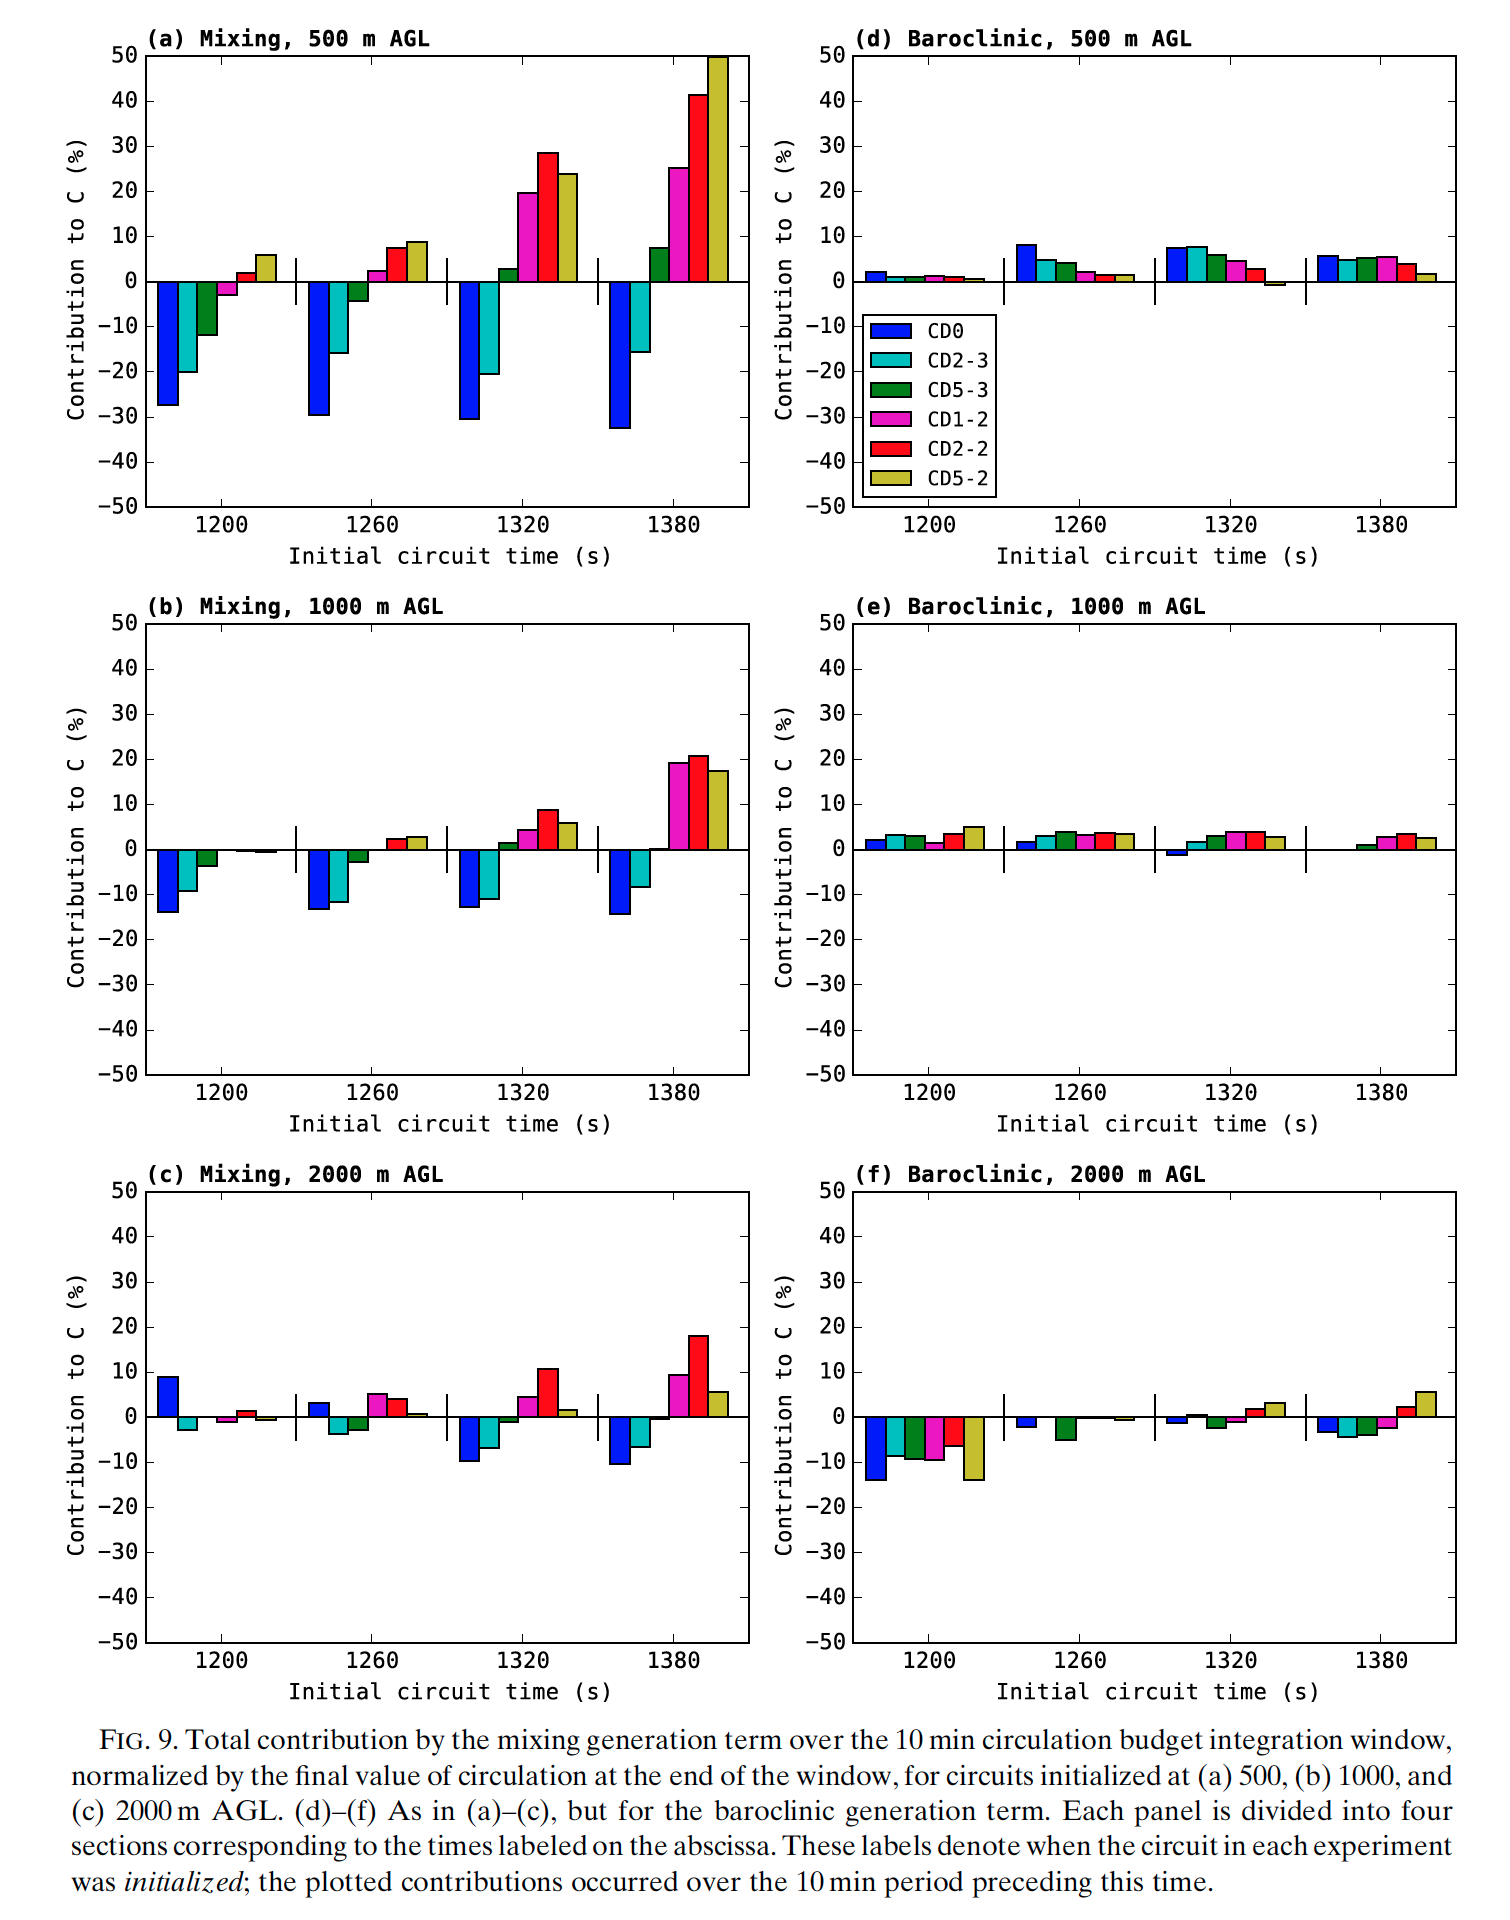 (a) Mixing, 500 m AGL
50
40
30
20
10
0
−10
−20
−30
−40
−50
Contribution to C (%)
1200 1260 1320 1380
Initial circuit time (s)
(d) Baroclinic, 500 m AGL
50
40
30
20
10
0
−10
−20
−30
−40
−50
Contribution to C (%)
CD0
CD2-3
CD5-3
CD1-2
CD2-2
CD5-2
1200 1260 1320 1380
Initial circuit time (s)
(b) Mixing, 1000 m AGL
50
40
30
20
10
0
−10
−20
−30
−40
−50
Contribution to C (%)
1200 1260 1320 1380
Initial circuit time (s)
(e) Baroclinic, 1000 m AGL
50
40
30
20
10
0
−10
−20
−30
−40
−50
Contribution to C (%)
1200 1260 1320 1380
Initial circuit time (s)
(c) Mixing, 2000 m AGL
50
40
30
20
10
0
−10
−20
−30
−40
−50
Contribution to C (%)
1200 1260 1320 1380
Initial circuit time (s)
(f) Baroclinic, 2000 m AGL
50
40
30
20
10
0
−10
−20
−30
−40
−50
Contribution to C (%)
1200 1260 1320 1380
Initial circuit time (s)
FIG. 9. Total contribution by the mixing generation term over the 10 min circulation budget integration window,
normalized by the final value of circulation at the end of the window, for circuits initialized at (a) 500, (b) 1000, and
(c) 2000 m AGL. (d)–(f) As in (a)–(c), but for the baroclinic generation term. Each panel is divided into four
sections corresponding to the times labeled on the abscissa. These labels denote when the circuit in each experiment
was initialized; the plotted contributions occurred over the 10 min period preceding this time.